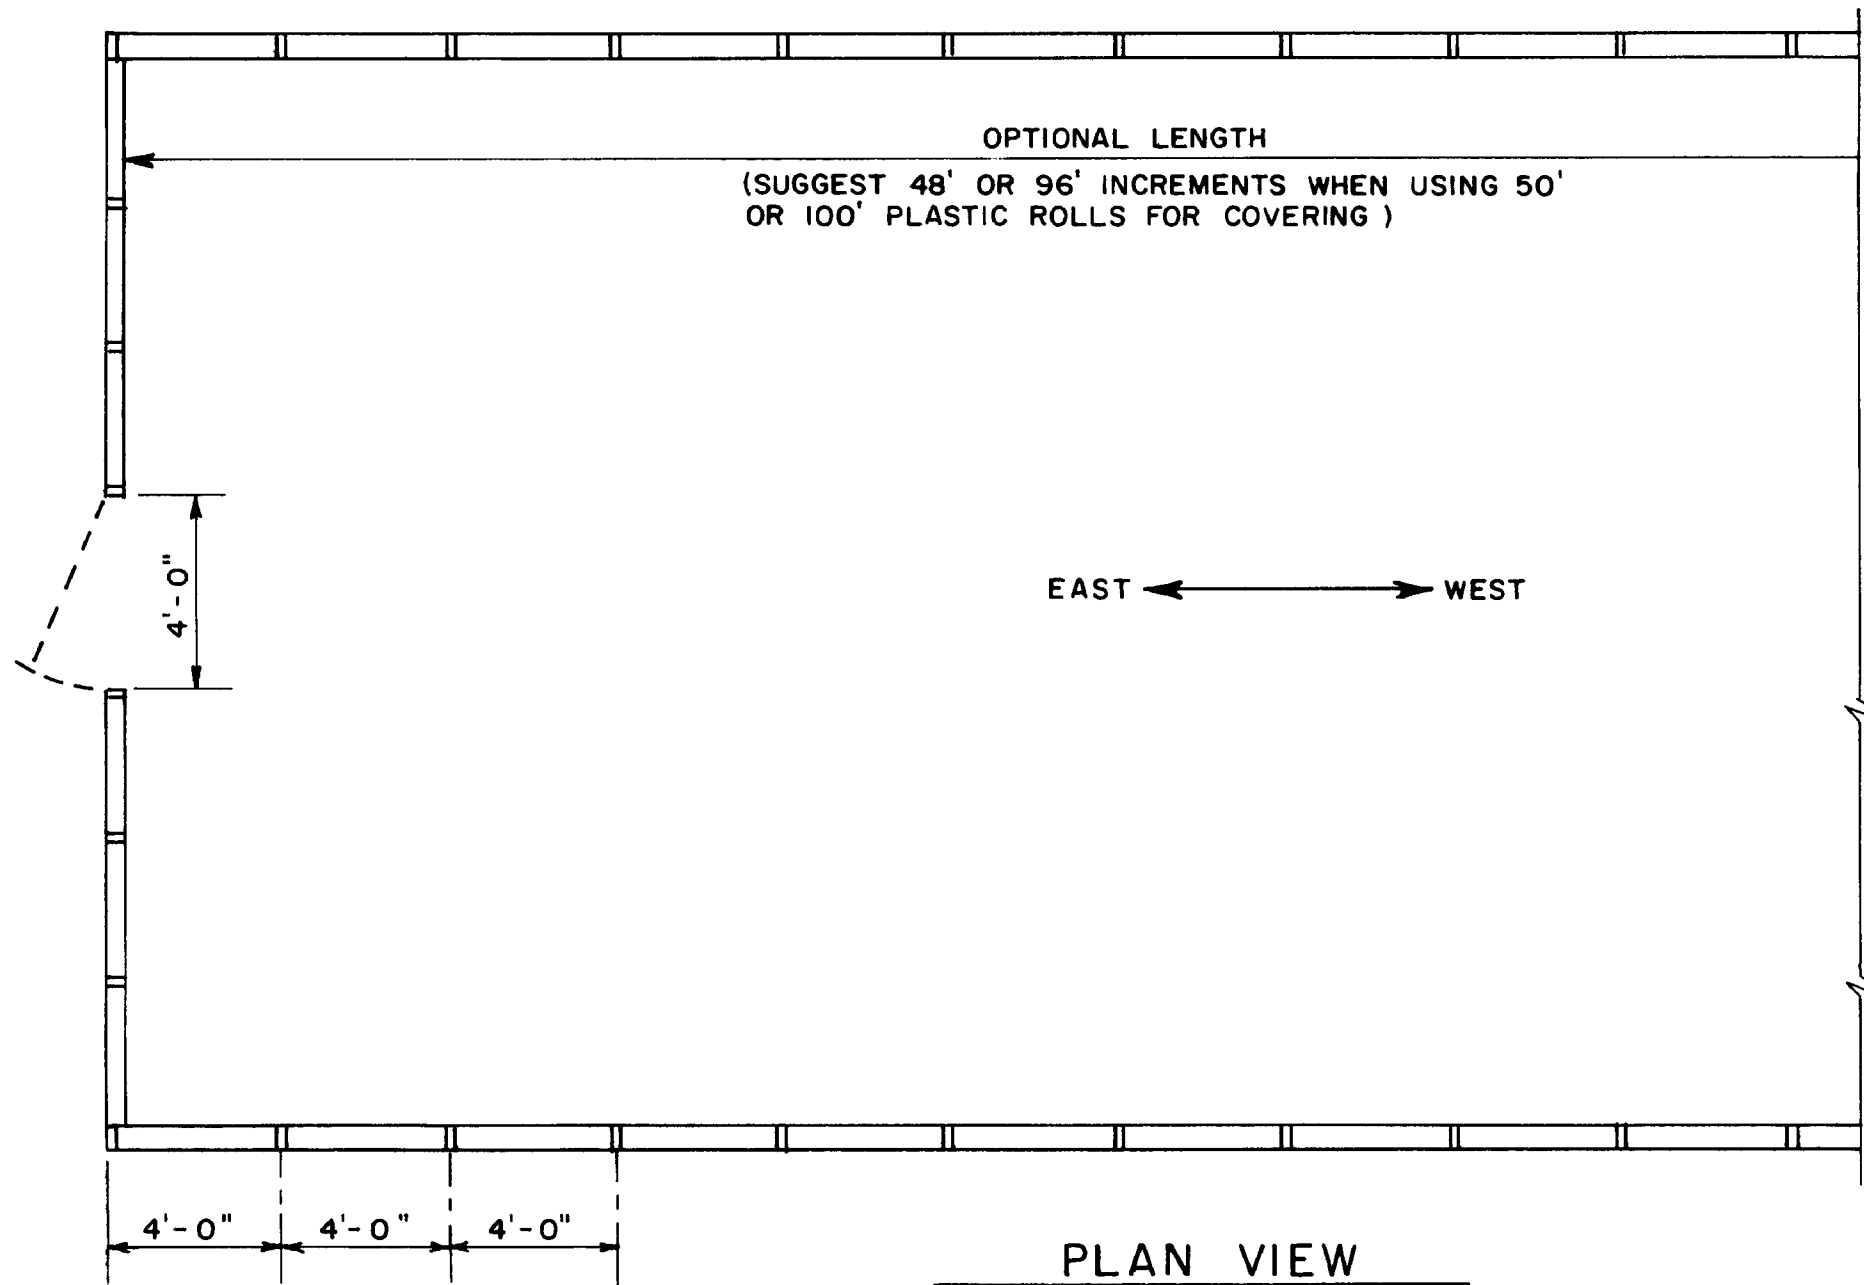 OPTIONAL LENGTH
(SUGGEST 48' OR 96' INCREMENTS WHEN USING 50'
OR 100' PLASTIC ROLLS FOR COVERING )
4'-0"
EAST WEST
4'-0" 4'-0" 4'-0"
PLAN VIEW